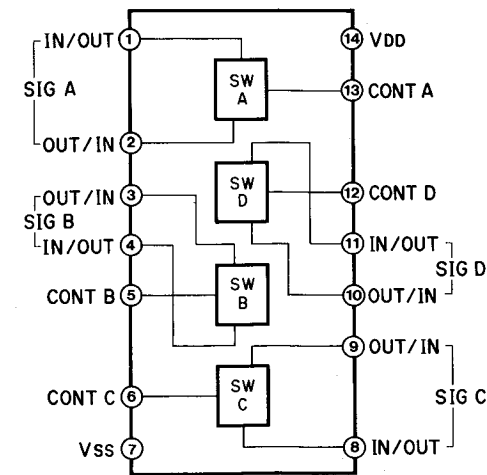 IN/OUT 1
14 VDD
SW A
13 CONT A
SIG A
OUT/IN 2
OUT/IN 3
SW D
12 CONT D
SIG B
IN/OUT 4
11 IN/OUT
SIG D
CONT B 5
SW B
10 OUT/IN
9 OUT/IN
CONT C 6
SW C
SIG C
VSS 7
8 IN/OUT